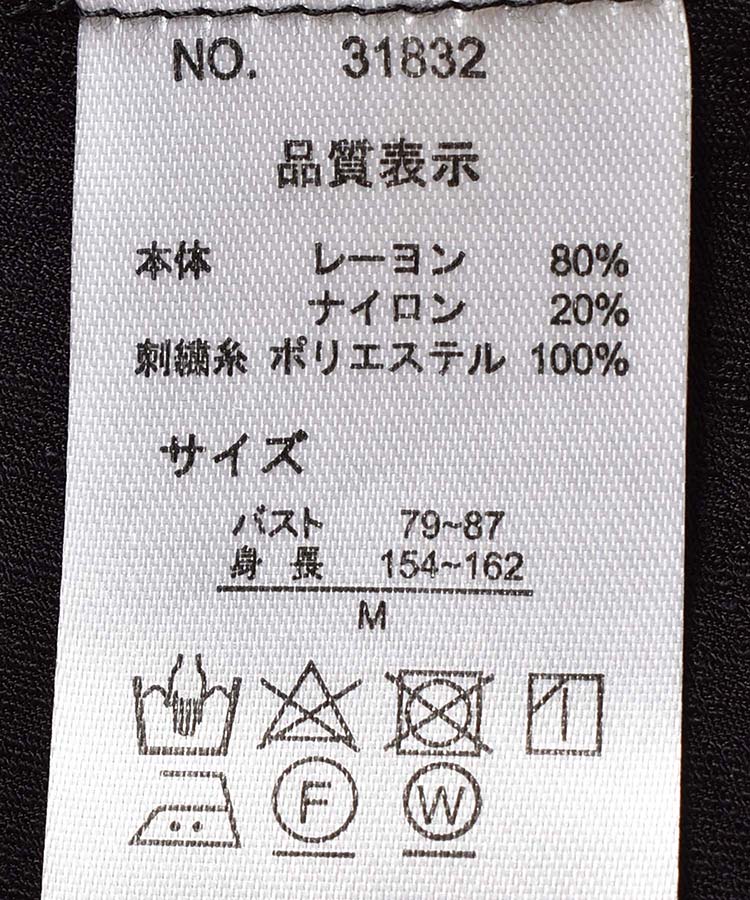 NO. 31832
品質表示
本体 レーヨン 80%
ナイロン 20%
刺繍糸 ポリエステル 100%
サイズ
バスト 79~87
身長 154~162
M
F W